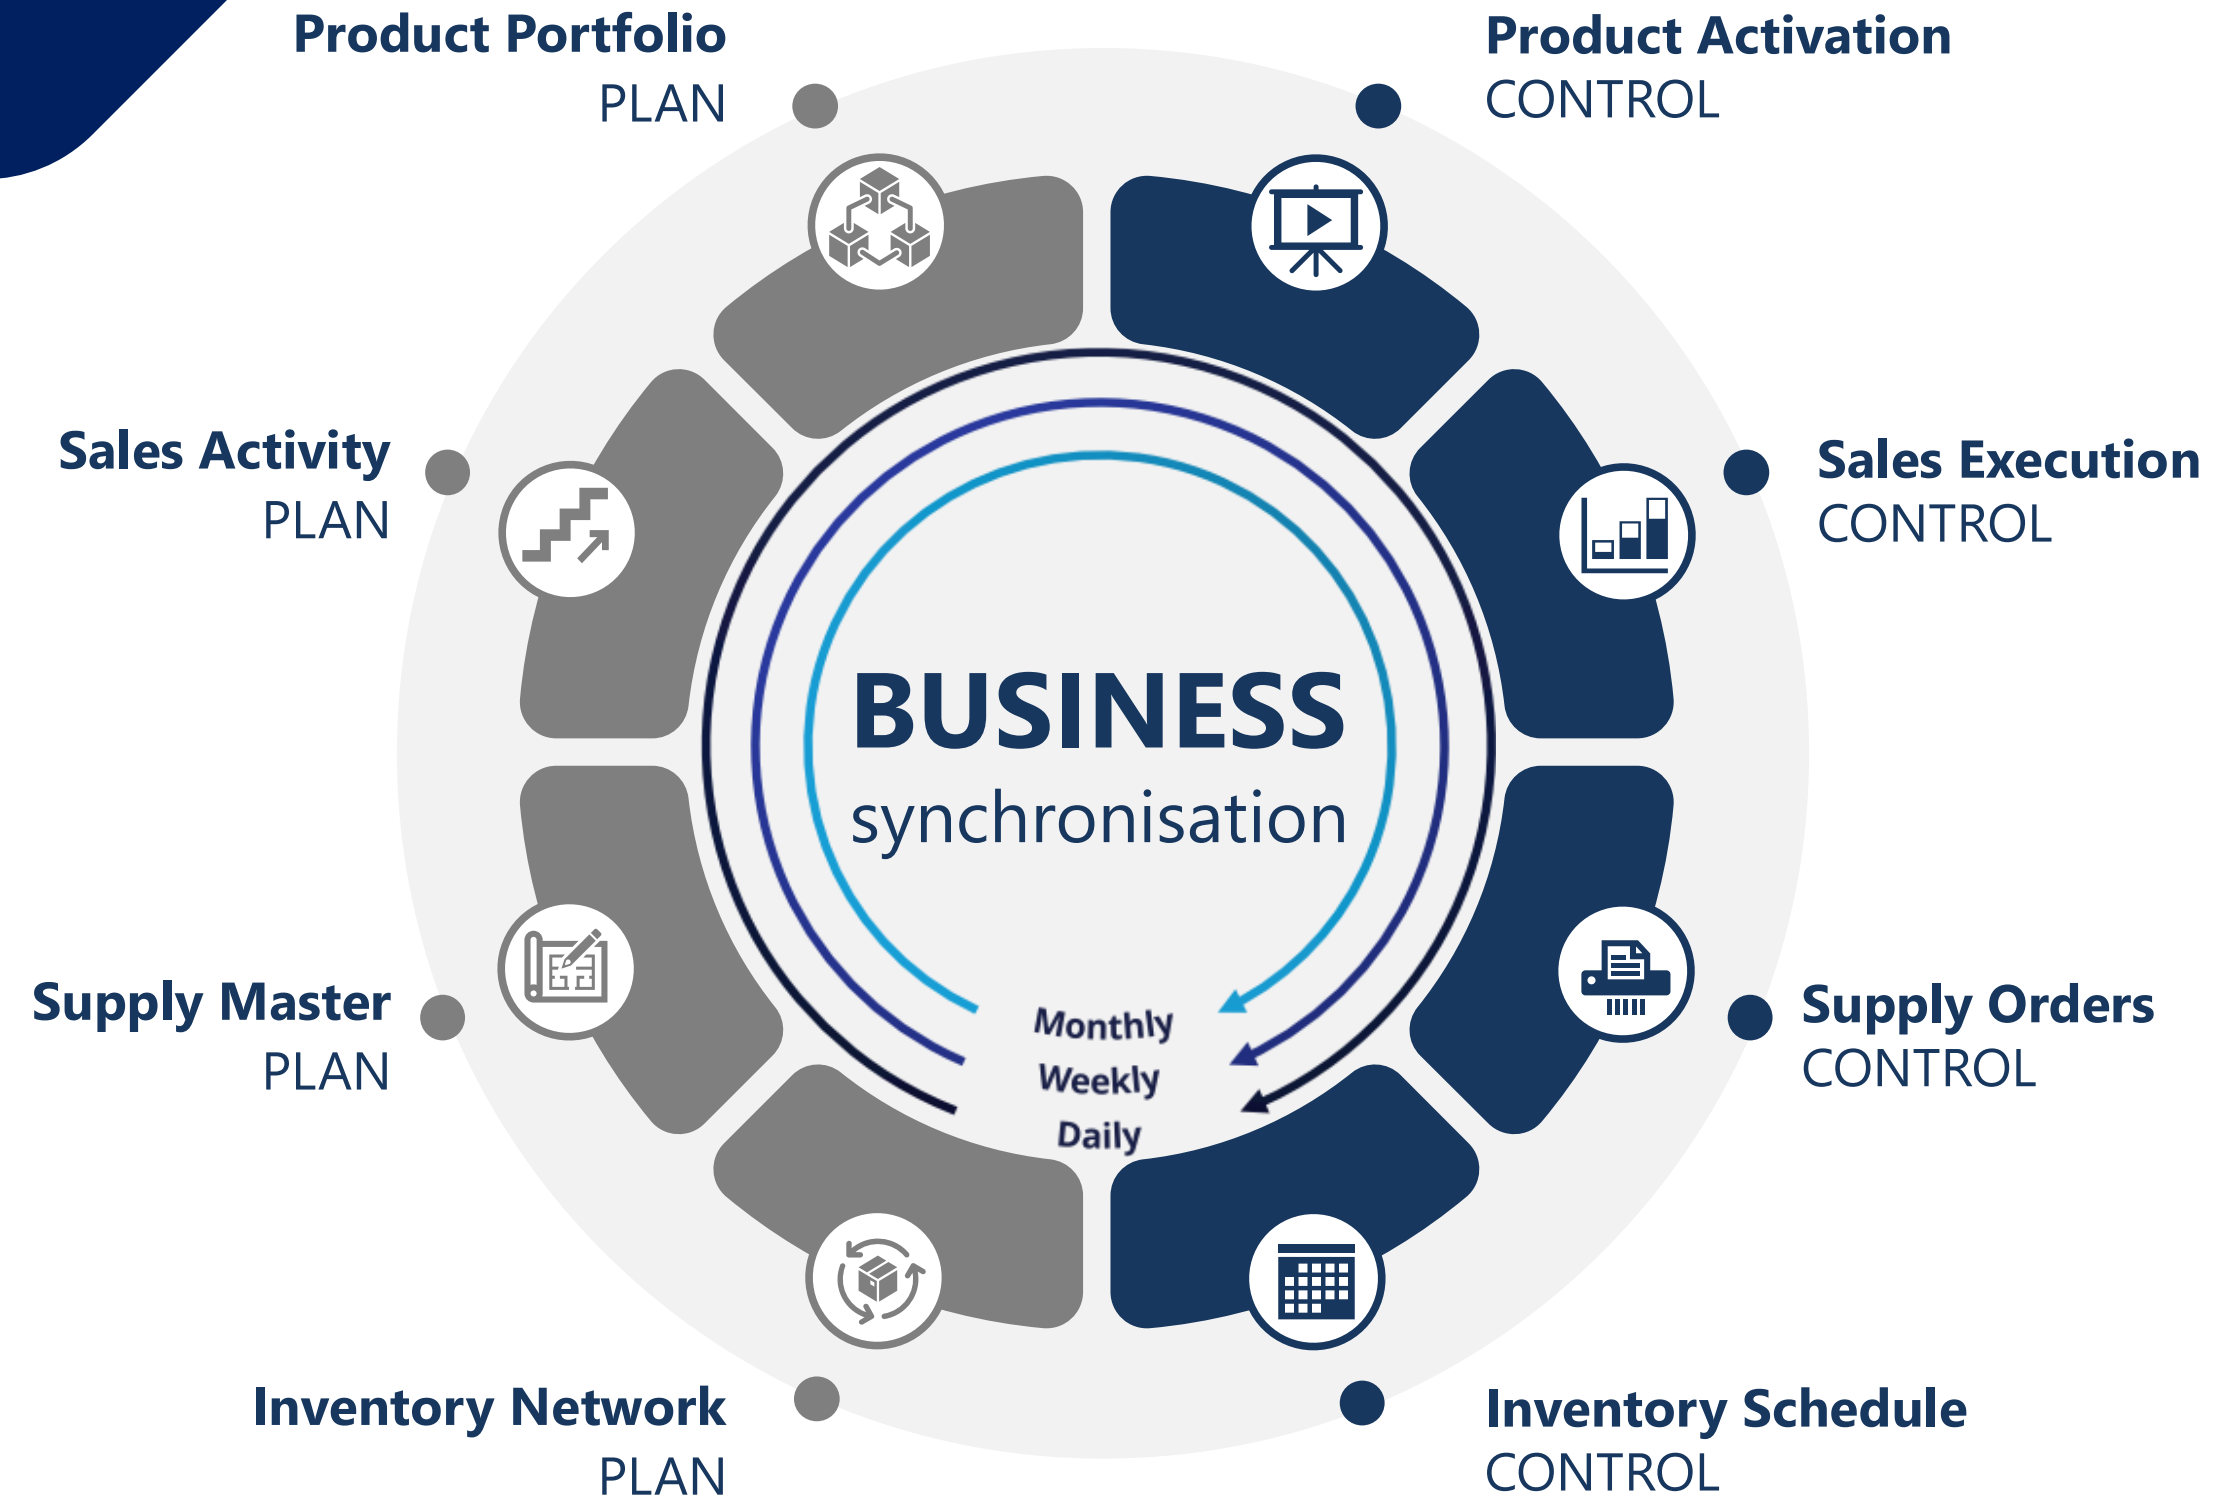 Product Portfolio
PLAN
Product Activation
CONTROL
Sales Activity
PLAN
Sales Execution
CONTROL
BUSINESS
synchronisation
Supply Master
PLAN
Supply Orders
CONTROL
Monthly
Weekly
Daily
Inventory Network
PLAN
Inventory Schedule
CONTROL